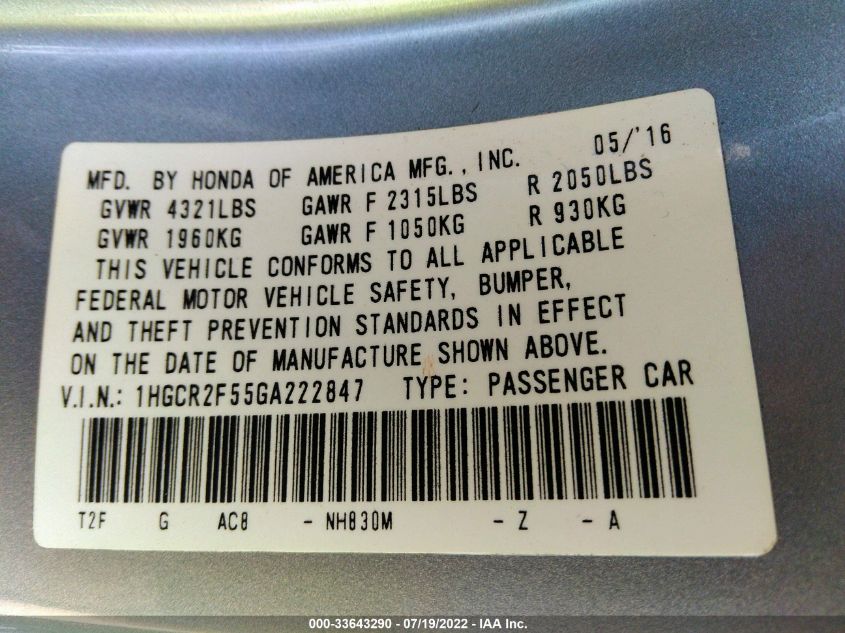 05/'16
MFD. BY HONDA OF AMERICA MFG., INC.
GVWR 4321LBS GAWR F 2315LBS R 2050LBS
GVWR 1960KG GAWR F 1050KG R 930KG
THIS VEHICLE CONFORMS TO ALL APPLICABLE
FEDERAL MOTOR VEHICLE SAFETY, BUMPER,
AND THEFT PREVENTION STANDARDS IN EFFECT
ON THE DATE OF MANUFACTURE SHOWN ABOVE.
V.I.N.: 1HGCR2F55GA222847 TYPE: PASSENGER CAR
T2F G AC8 - NH830M - Z - A
000-33643290 - 07/19/2022 - IAA Inc.